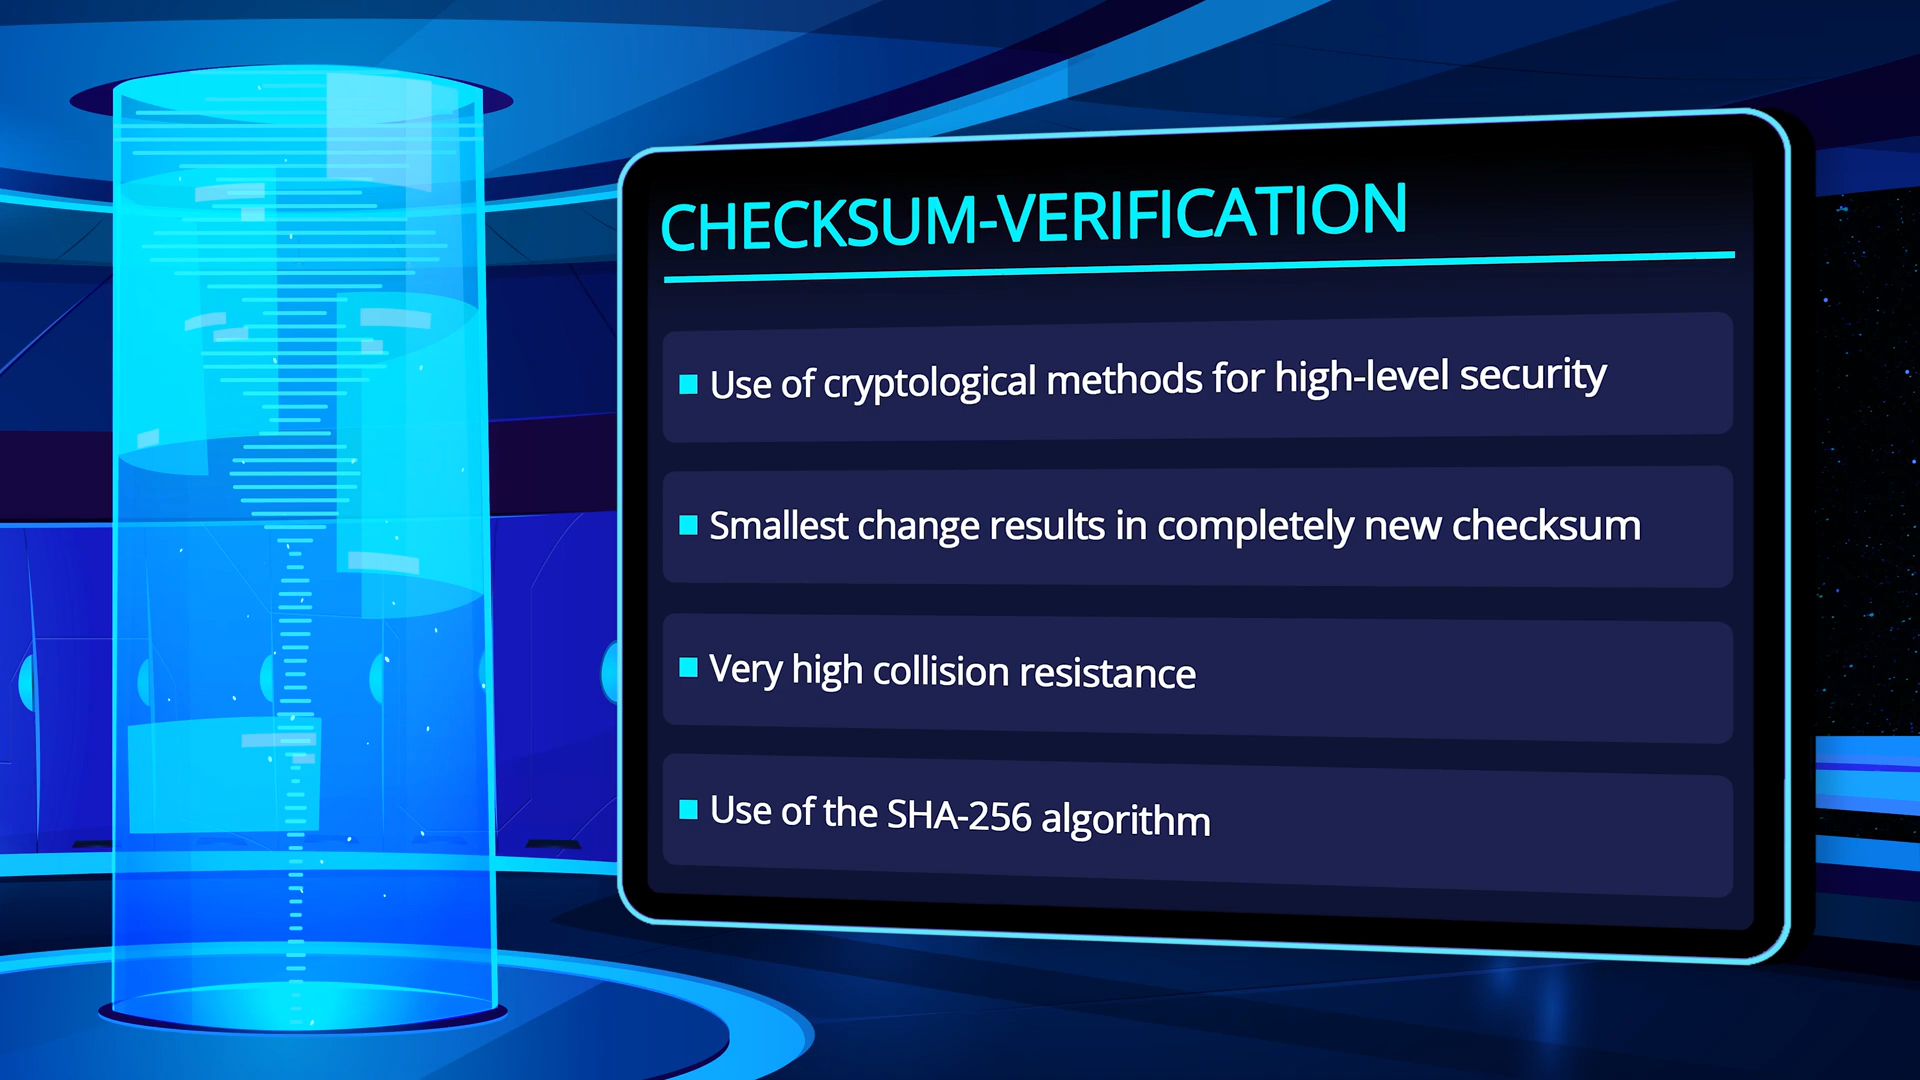 CHECKSUM-VERIFICATION
Use of cryptological methods for high-level security
Smallest change results in completely new checksum
Very high collision resistance
Use of the SHA-256 algorithm